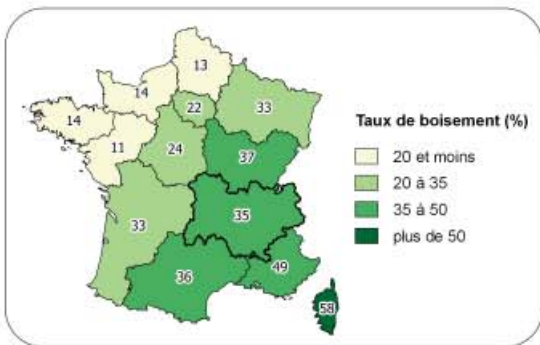 13
14
22
33
14
11
24
37
33
35
36
49
58
Taux de boisement (%)
20 et moins
20 à 35
35 à 50
plus de 50